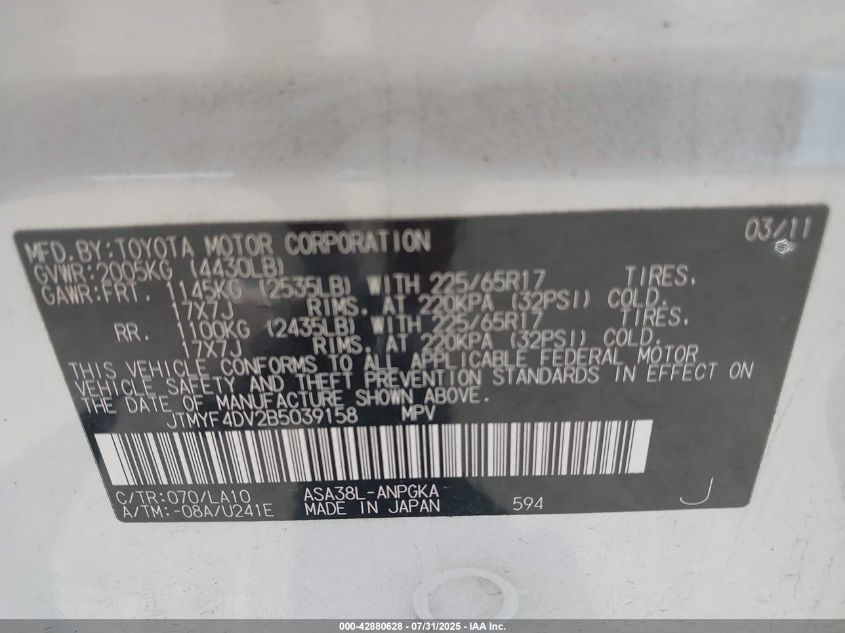 MFD. BY: TOYOTA MOTOR CORPORATION 03/11
GVWR: 2005KG (4430LB)
GAWR: FRT. 1145KG (2535LB) WITH 225/65R17 TIRES.
17X7J RIMS. AT 220KPA (32PSI) COLD.
RR. 1100KG (2435LB) WITH 225/65R17 TIRES.
17X7J RIMS. AT 220KPA (32PSI) COLD.
THIS VEHICLE CONFORMS TO ALL APPLICABLE FEDERAL MOTOR
VEHICLE SAFETY AND THEFT PREVENTION STANDARDS IN EFFECT ON
THE DATE OF MANUFACTURE SHOWN ABOVE.
JTMYF4DV2B5039158 MPV
C/TR: 070/LA10 ASA38L-ANPGKA
A/TM: -08A/U241E MADE IN JAPAN 594 J
000-42880628 - 07/31/2025 - IAA Inc.